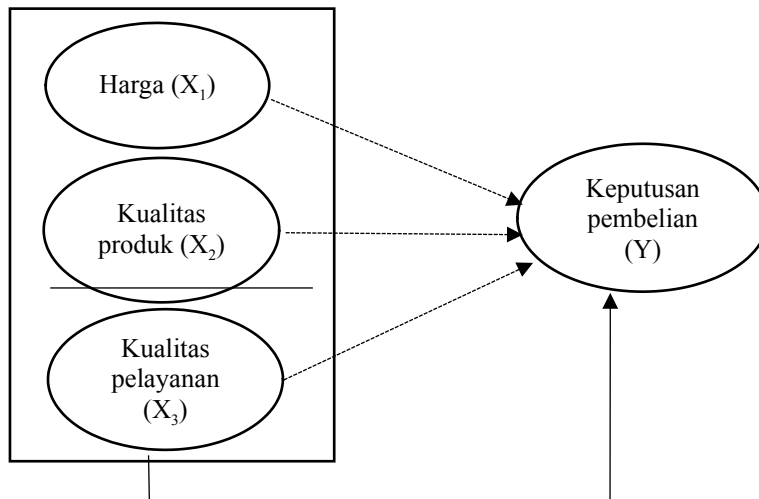 Harga (X₁)
Kualitas
produk (X₂)
Kualitas
pelayanan
(X₃)
Keputusan
pembelian
(Y)